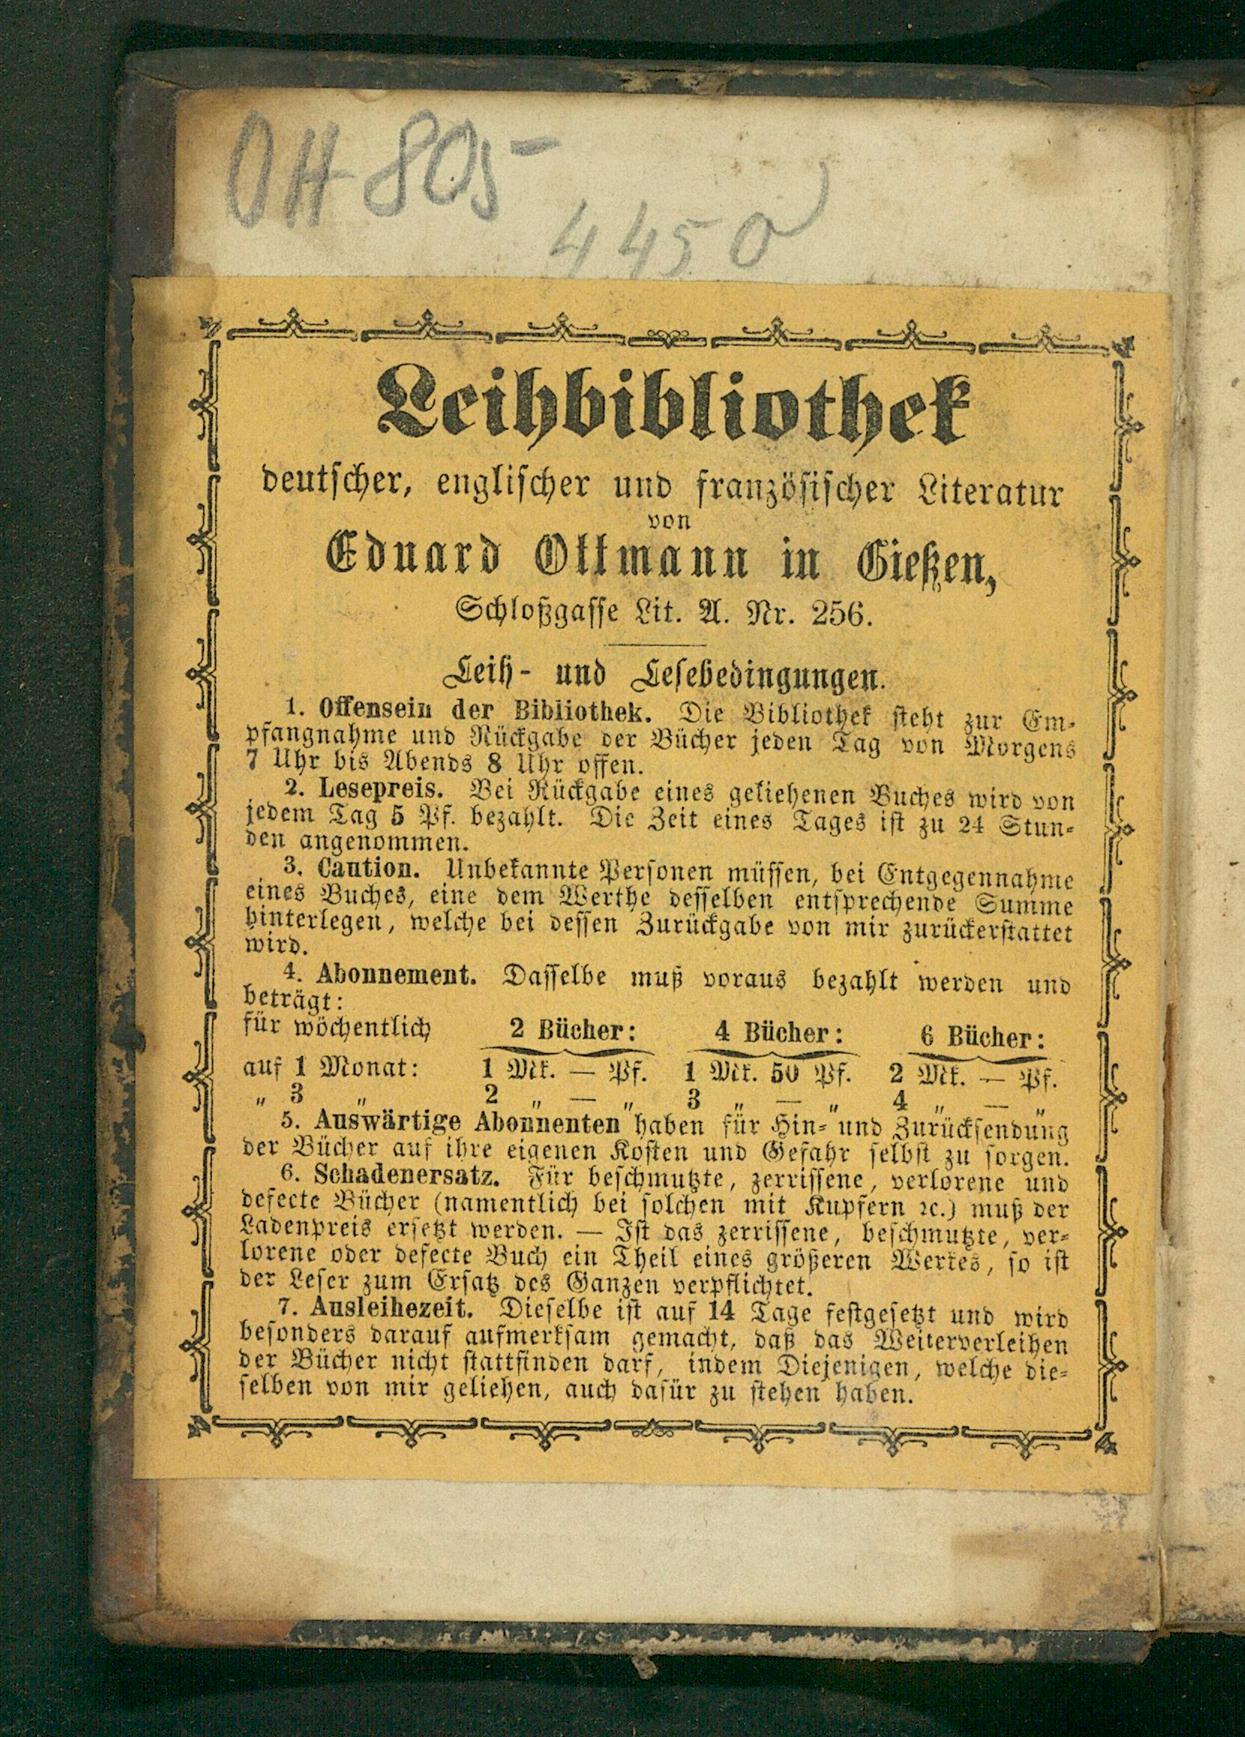 OH 805
4450
Leihbibliothek
deutscher, englischer und französischer Literatur
von
Eduard Ottmann in Gießen,
Schloßgasse Lit. A. Nr. 256.
Leih- und Lesebedingungen.
1. Offensein der Bibliothek. Die Bibliothek steht zur Em-
pfangnahme und Rückgabe der Bücher jeden Tag von Morgens
7 Uhr bis Abends 8 Uhr offen.
2. Lesepreis. Bei Rückgabe eines geliehenen Buches wird von
jedem Tag 5 Pf. bezahlt. Die Zeit eines Tages ist zu 24 Stun-
den angenommen.
3. Caution. Unbekannte Personen müssen, bei Entgegennahme
eines Buches, eine dem Werthe desselben entsprechende Summe
hinterlegen, welche bei dessen Zurückgabe von mir zurückerstattet
wird.
4. Abonnement. Dasselbe muß voraus bezahlt werden und
beträgt:
für wöchentlich 2 Bücher: 4 Bücher: 6 Bücher:
auf 1 Monat: 1 Mk. — Pf. 1 Mk. 50 Pf. 2 Mk. — Pf.
„ 3 „ 2 „ — „ 3 „ — „ 4 „ — „
5. Auswärtige Abonnenten haben für Hin- und Zurücksendung
der Bücher auf ihre eigenen Kosten und Gefahr selbst zu sorgen.
6. Schadenersatz. Für beschmutzte, zerrissene, verlorene und
defecte Bücher (namentlich bei solchen mit Kupfern ꝛc.) muß der
Ladenpreis ersetzt werden. — Ist das zerrissene, beschmutzte, ver-
lorene oder defecte Buch ein Theil eines größeren Werkes, so ist
der Leser zum Ersatz des Ganzen verpflichtet.
7. Ausleihezeit. Dieselbe ist auf 14 Tage festgesetzt und wird
besonders darauf aufmerksam gemacht, daß das Weiterverleihen
der Bücher nicht stattfinden darf, indem Diejenigen, welche die-
selben von mir geliehen, auch dafür zu stehen haben.